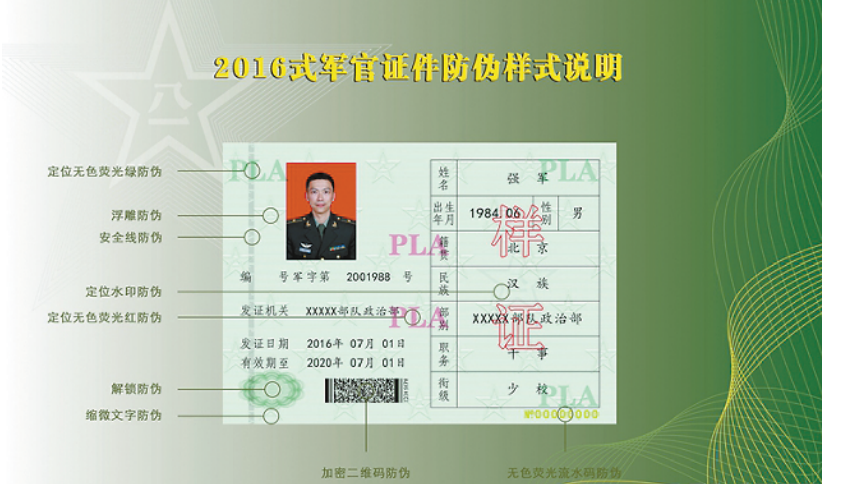 八一
2016式军官证件防伪样式说明
定位无色荧光绿防伪
浮雕防伪
安全线防伪
定位水印防伪
定位无色荧光红防伪
解锁防伪
缩微文字防伪
加密二维码防伪
无色荧光流水码防伪
PLA
PLA
PLA
PLA
PLA
编 号 军字第 2001988 号
发证机关 XXXXX部队政治部
发证日期 2016年 07月 01日
有效期至 2020年 07月 01日
姓名 强 军
出生年月 1984.06 性别 男
籍贯 北 京
民族 汉 族
部别 XXXXX部队政治部
职务 干 事
衔级 少 校
样证
№00000000